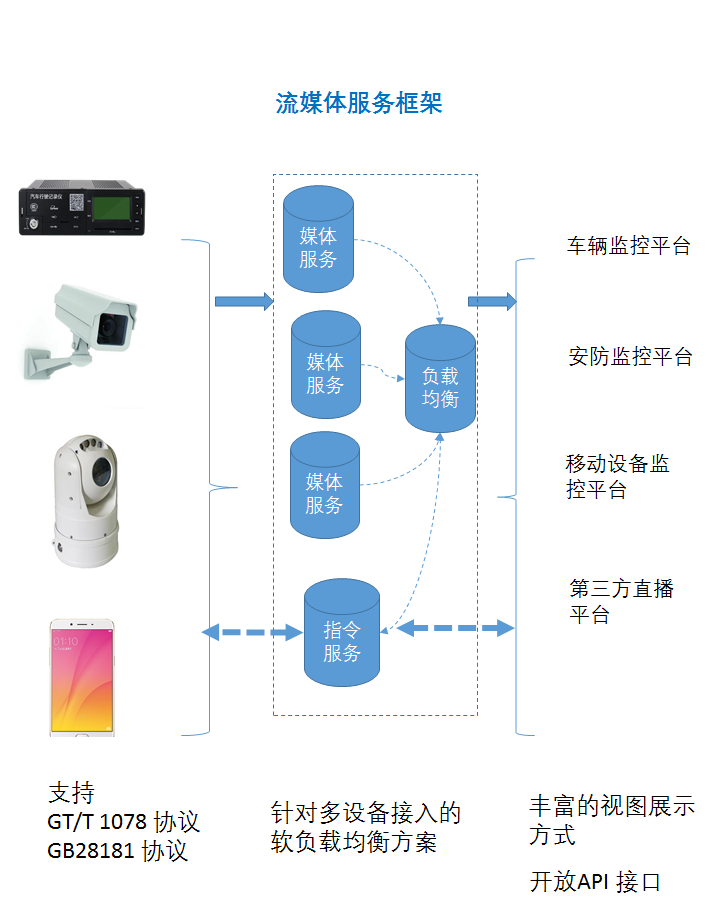 流媒体服务框架
汽车行驶记录仪
媒体
服务
车辆监控平台
媒体
服务
负载
均衡
安防监控平台
媒体
服务
移动设备监
控平台
指令
服务
第三方直播
平台
01:10
支持
GT/T 1078 协议
GB28181 协议
针对多设备接入的
软负载均衡方案
丰富的视图展示
方式
开放API 接口